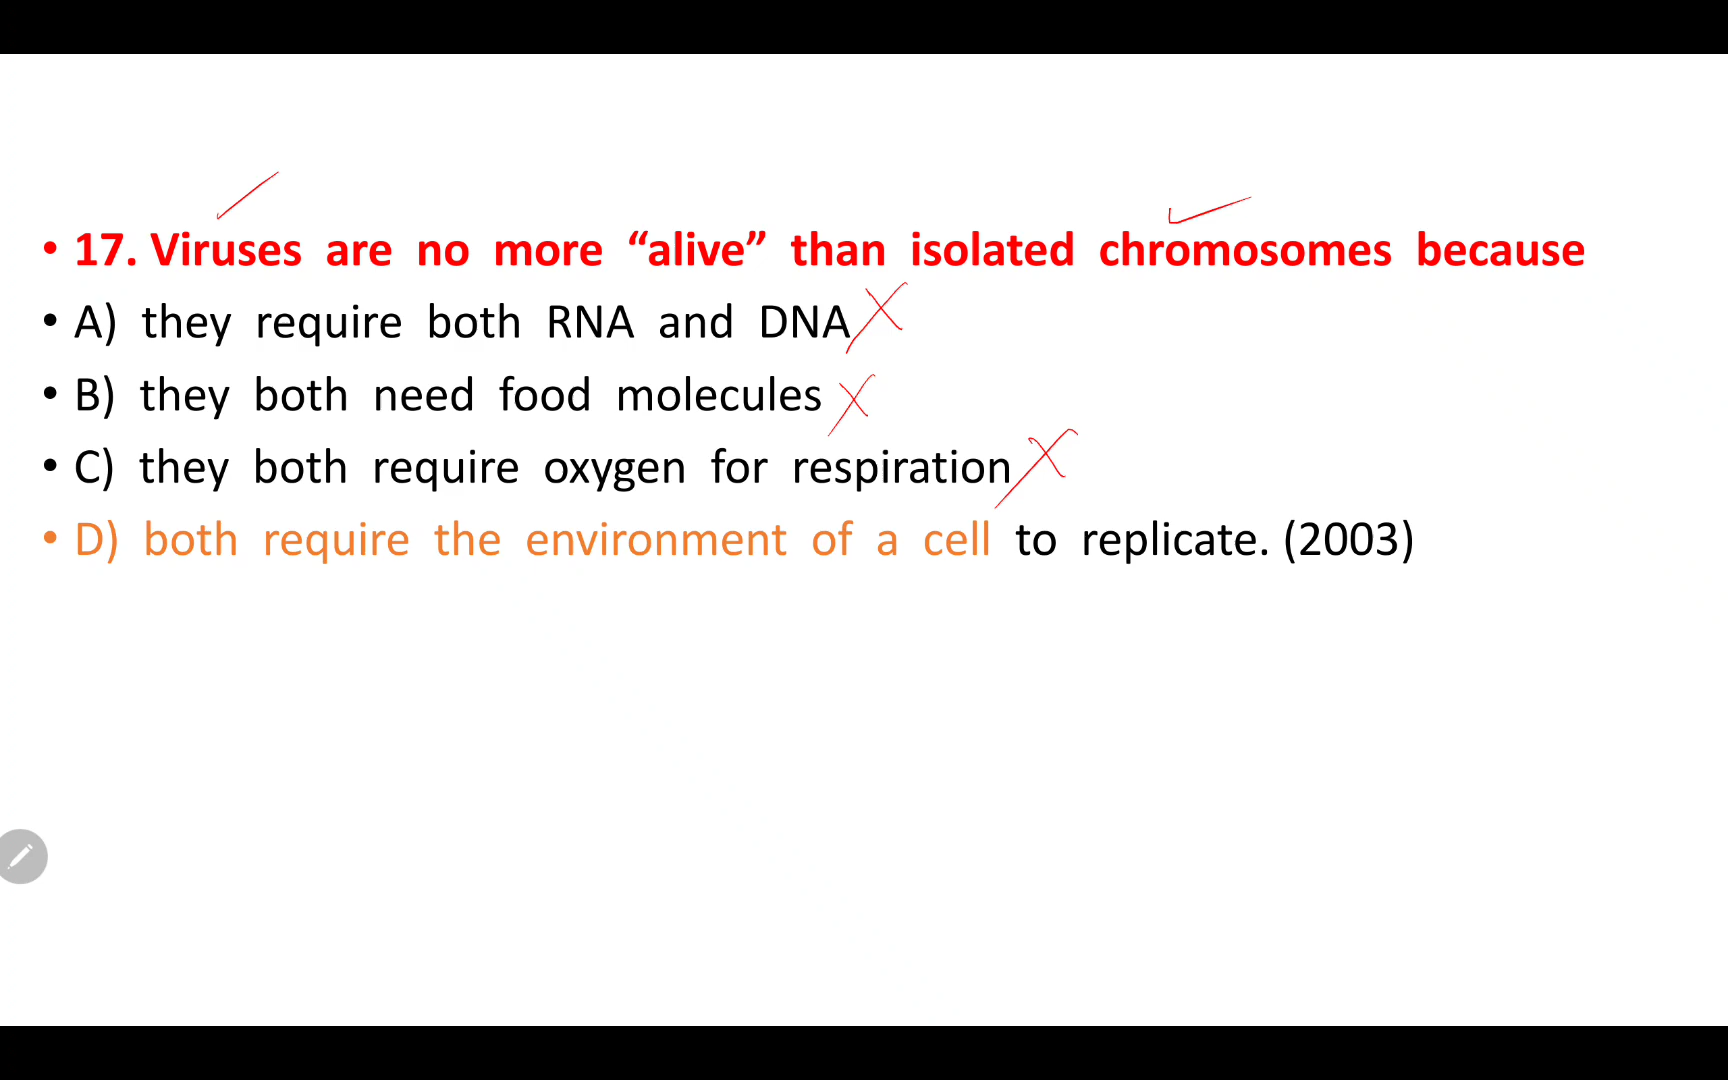 • 17. Viruses are no more “alive” than isolated chromosomes because
• A) they require both RNA and DNA
• B) they both need food molecules
• C) they both require oxygen for respiration
• D) both require the environment of a cell to replicate. (2003)